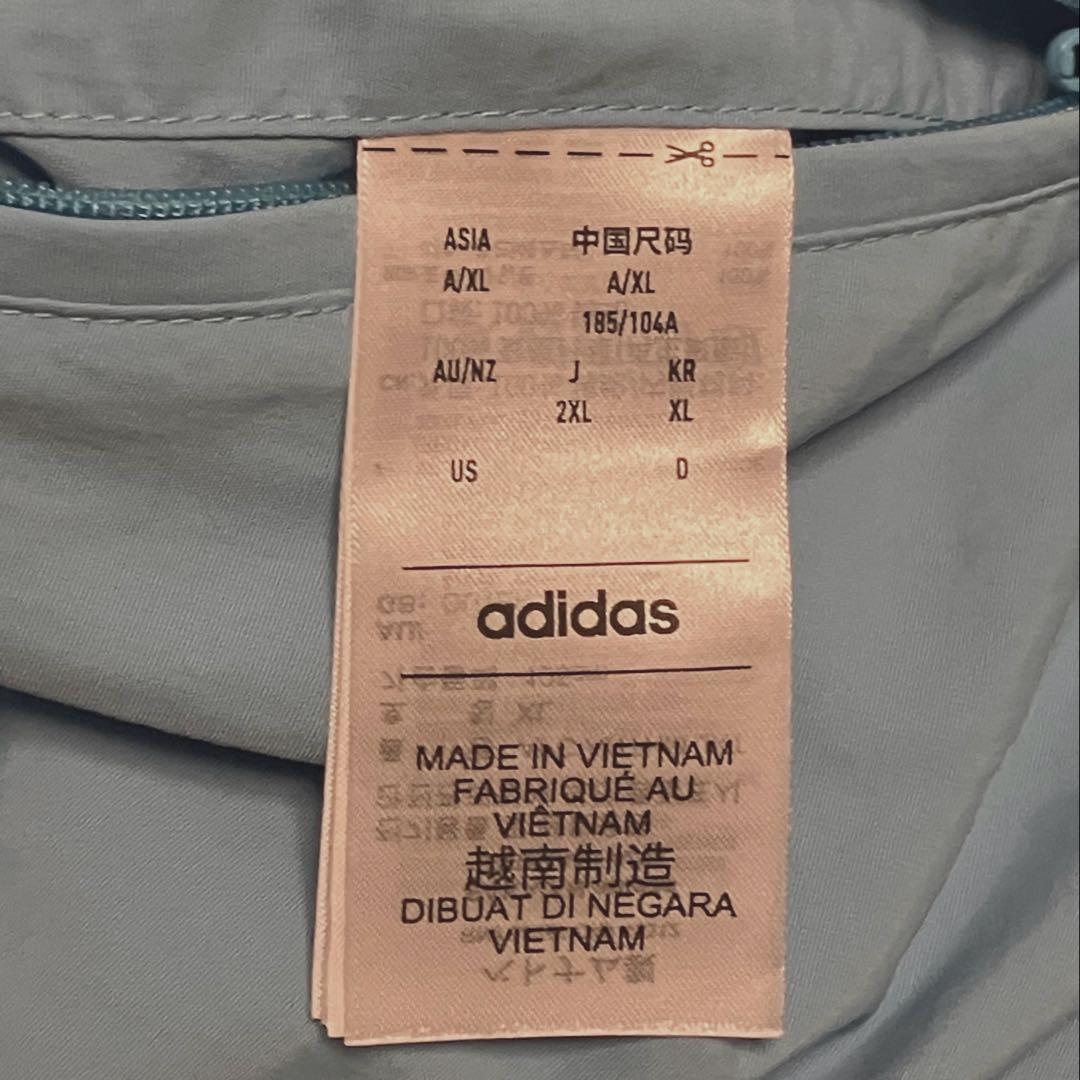 ASIA 中国尺码
A/XL A/XL
185/104A
AU/NZ J KR
2XL XL
US D
adidas
MADE IN VIETNAM
FABRIQUÉ AU
VIÊTNAM
越南制造
DIBUAT DI NEGARA
VIETNAM